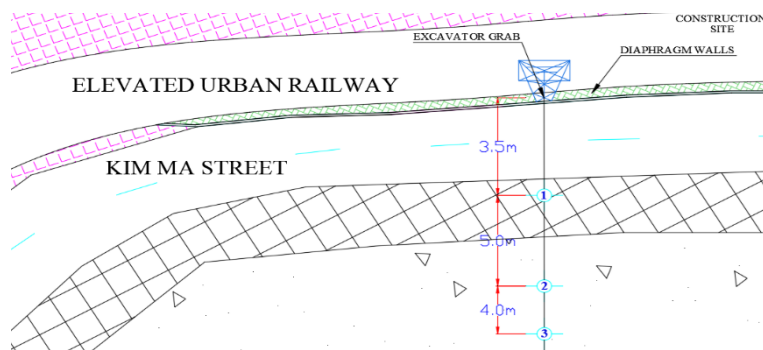 CONSTRUCTION
SITE
EXCAVATOR GRAB
DIAPHRAGM WALLS
ELEVATED URBAN RAILWAY
3.5m
KIM MA STREET
1
5.0m
2
4.0m
3